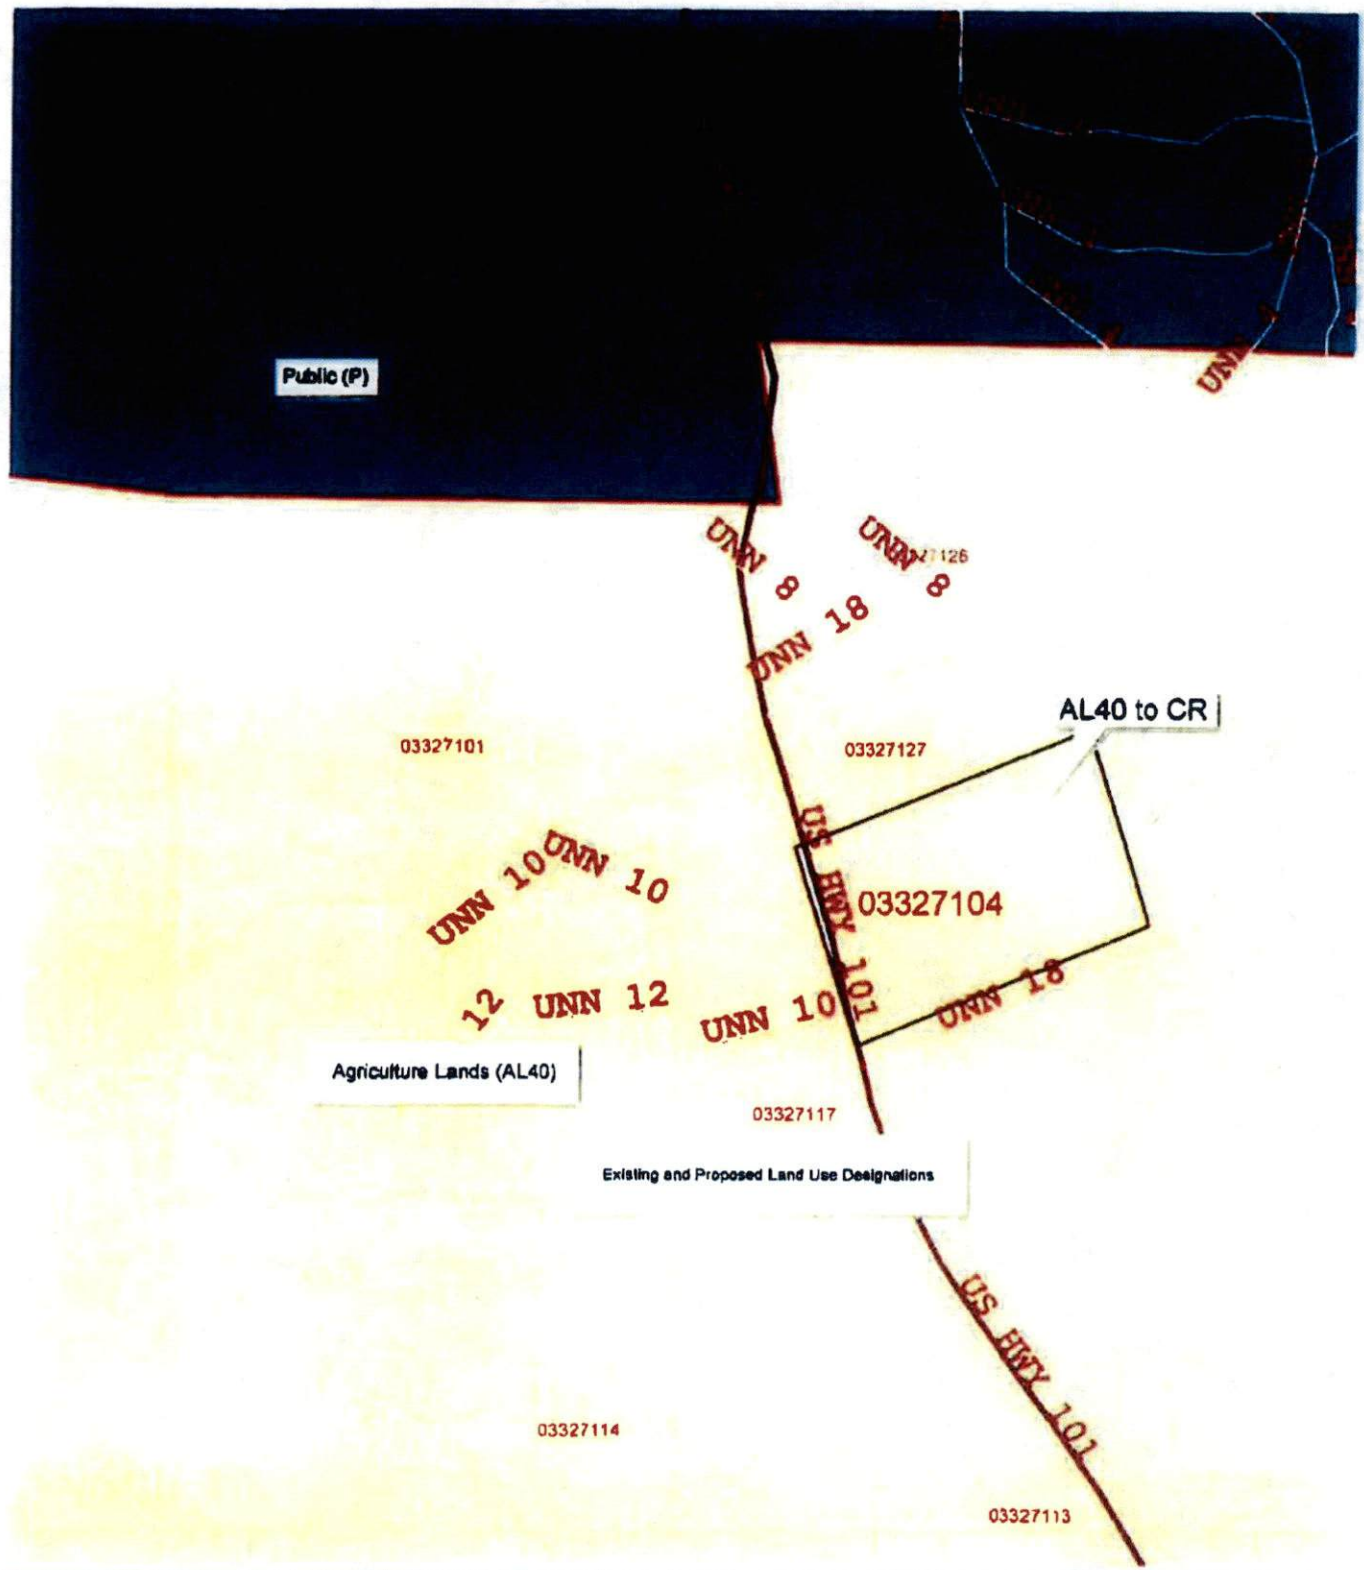 Public (P)
UNN
UNN 8
UNN 8
UNN 18
AL40 to CR
03327101
03327127
US HWY 101
UNN 10
UNN 10
03327104
12
UNN 12
UNN 10
UNN 18
Agriculture Lands (AL40)
03327117
Existing and Proposed Land Use Designations
US HWY 101
03327114
03327113